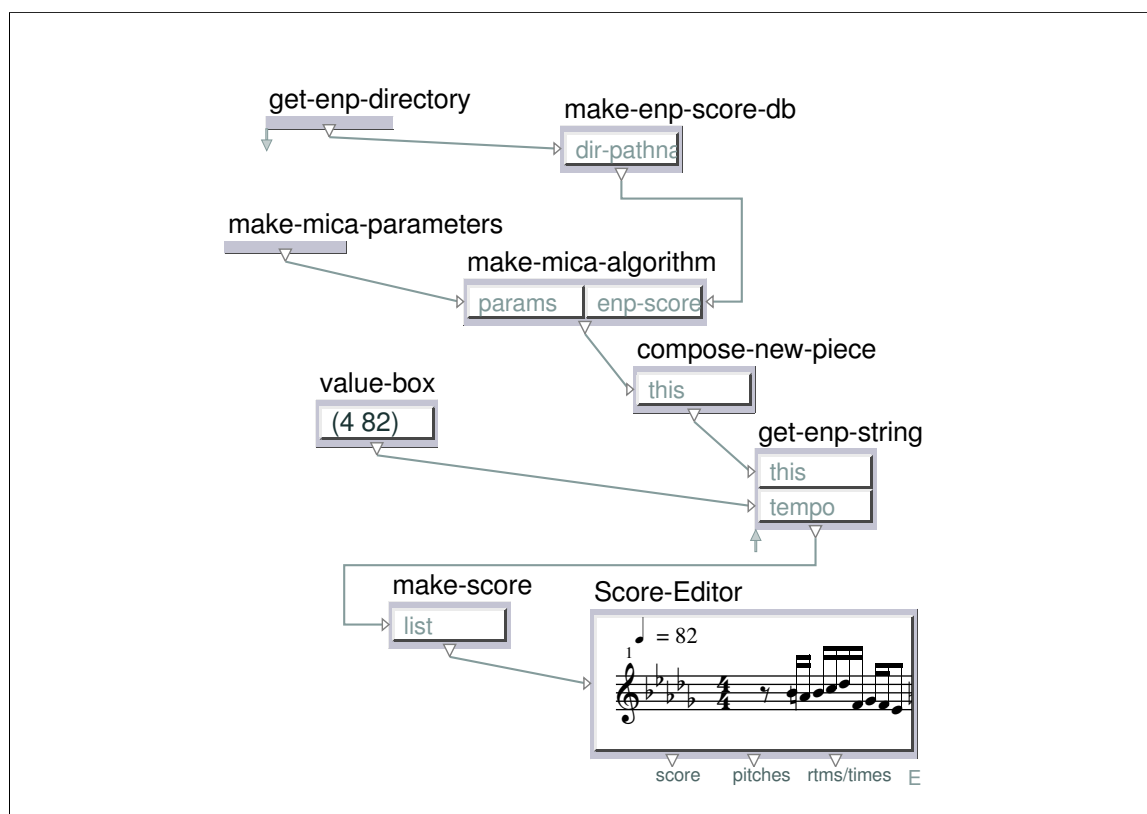 get-enp-directory
make-enp-score-db
dir-pathna
make-mica-parameters
make-mica-algorithm
params
enp-score
compose-new-piece
this
value-box
(4 82)
get-enp-string
this
tempo
make-score
list
Score-Editor
= 82
1
4
4
score
pitches
rtms/times
E